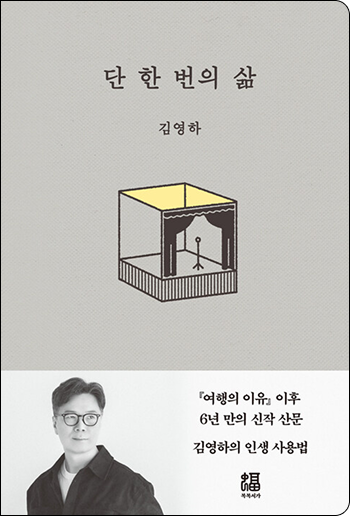 단 한 번의 삶
김영하
『여행의 이유』 이후
6년 만의 신작 산문
김영하의 인생 사용법
복복서가